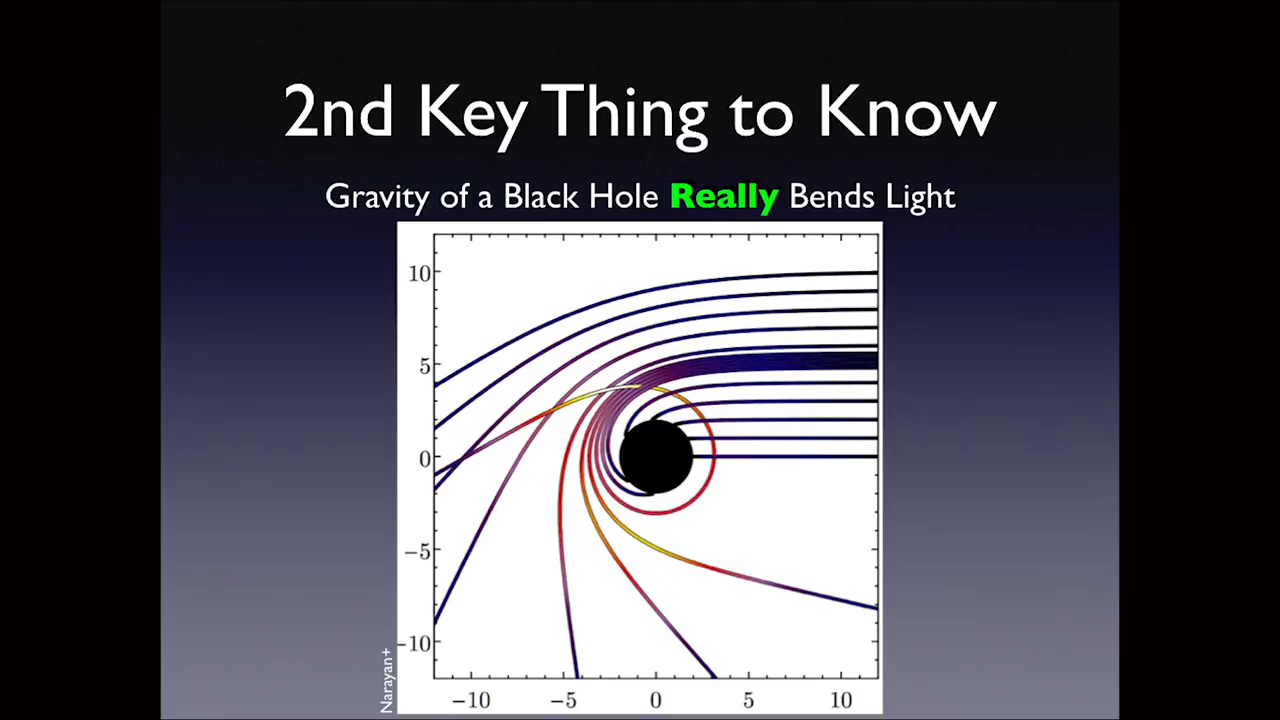 2nd Key Thing to Know
Gravity of a Black Hole Really Bends Light
10
5
0
−5
−10
−10 −5 0 5 10
Narayan+